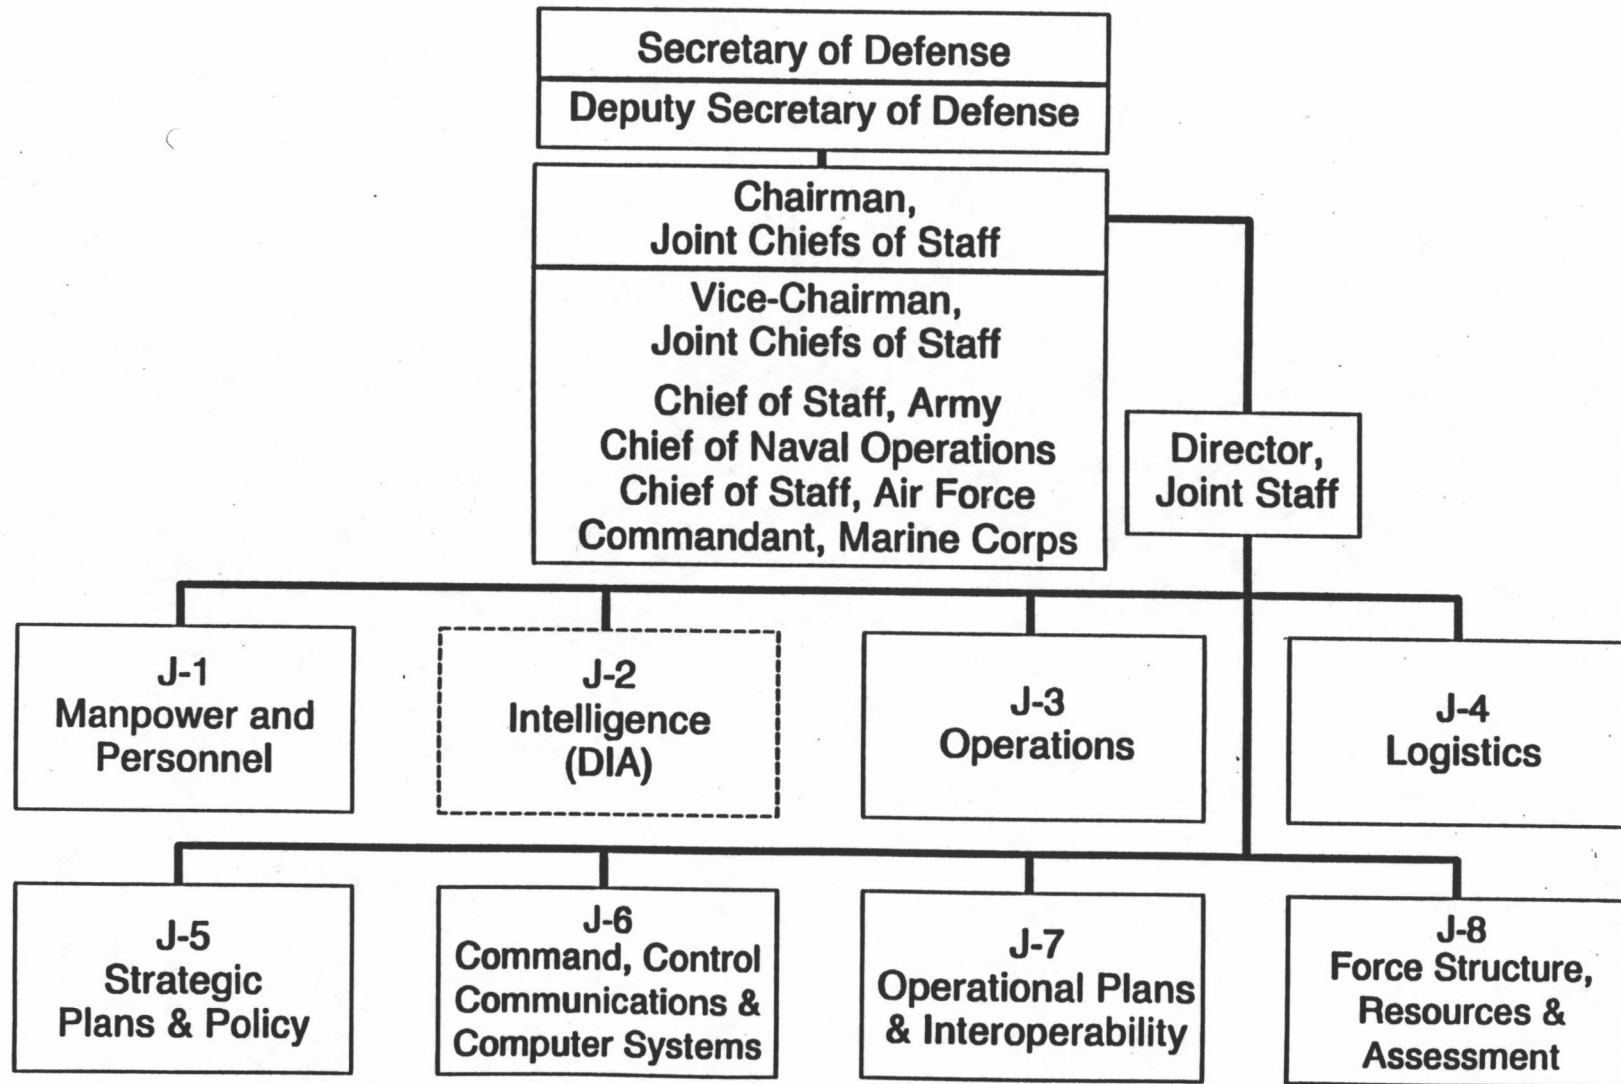 Secretary of Defense
Deputy Secretary of Defense
Chairman,
Joint Chiefs of Staff
Vice-Chairman,
Joint Chiefs of Staff
Chief of Staff, Army
Chief of Naval Operations
Chief of Staff, Air Force
Commandant, Marine Corps
Director,
Joint Staff
J-1
Manpower and
Personnel
J-2
Intelligence
(DIA)
J-3
Operations
J-4
Logistics
J-5
Strategic
Plans & Policy
J-6
Command, Control
Communications &
Computer Systems
J-7
Operational Plans
& Interoperability
J-8
Force Structure,
Resources &
Assessment